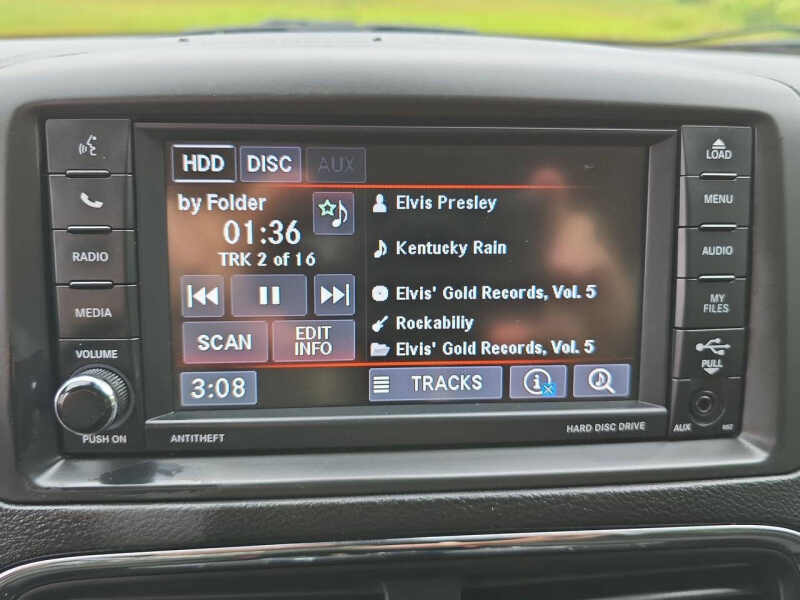 HDD DISC AUX
by Folder
01:36
TRK 2 of 16
SCAN EDIT INFO
3:08
Elvis Presley
Kentucky Rain
Elvis' Gold Records, Vol. 5
Rockabiliy
Elvis' Gold Records, Vol. 5
TRACKS
RADIO
MEDIA
VOLUME
PUSH ON
ANTITHEFT
HARD DISC DRIVE
LOAD
MENU
AUDIO
MY
FILES
PULL
AUX